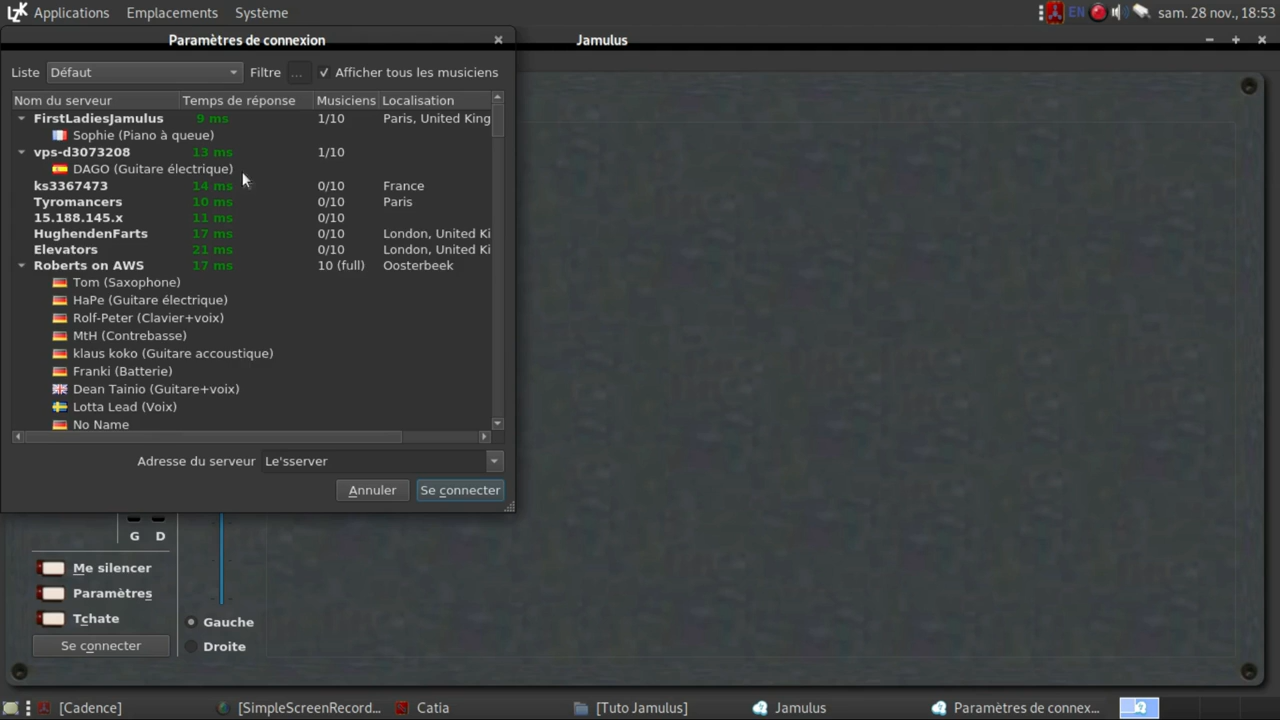 Applications Emplacements Système EN sam. 28 nov., 18:53
Paramètres de connexion
Jamulus
Liste Défaut Filtre ... Afficher tous les musiciens
Nom du serveur Temps de réponse Musiciens Localisation
FirstLadiesJamulus 9 ms 1/10 Paris, United King
Sophie (Piano à queue)
vps-d3073208 13 ms 1/10
DAGO (Guitare électrique)
ks3367473 14 ms 0/10 France
Tyromancers 10 ms 0/10 Paris
15.188.145.x 11 ms 0/10
HughendenFarts 17 ms 0/10 London, United Ki
Elevators 21 ms 0/10 London, United Ki
Roberts on AWS 17 ms 10 (full) Oosterbeek
Tom (Saxophone)
HaPe (Guitare électrique)
Rolf-Peter (Clavier+voix)
MtH (Contrebasse)
klaus koko (Guitare accoustique)
Franki (Batterie)
Dean Tainio (Guitare+voix)
Lotta Lead (Voix)
No Name
Adresse du serveur Le'sserver
Annuler Se connecter
G D
Me silencer
Paramètres
Tchate
Se connecter
Gauche
Droite
[Cadence] [SimpleScreenRecord... Catia [Tuto Jamulus] Jamulus Paramètres de connex...